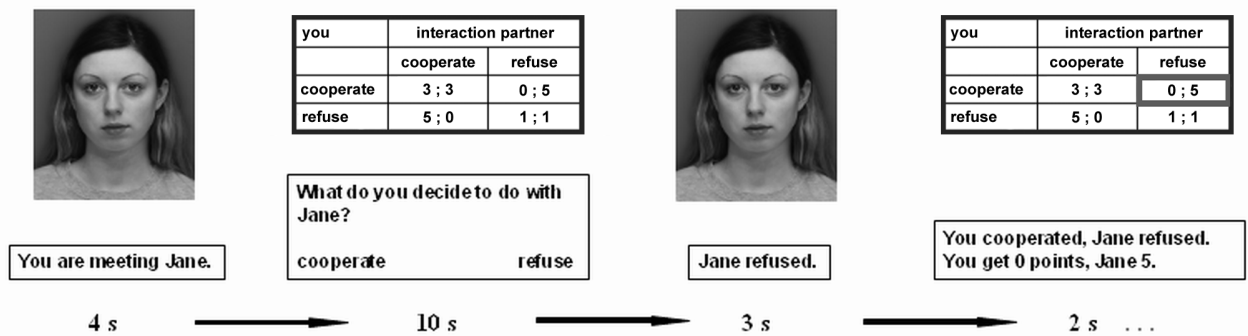 you interaction partner
cooperate refuse
cooperate 3 ; 3 0 ; 5
refuse 5 ; 0 1 ; 1
What do you decide to do with
Jane?
cooperate refuse
You are meeting Jane.
Jane refused.
you interaction partner
cooperate refuse
cooperate 3 ; 3 0 ; 5
refuse 5 ; 0 1 ; 1
You cooperated, Jane refused.
You get 0 points, Jane 5.
4 s 10 s 3 s 2 s . . .